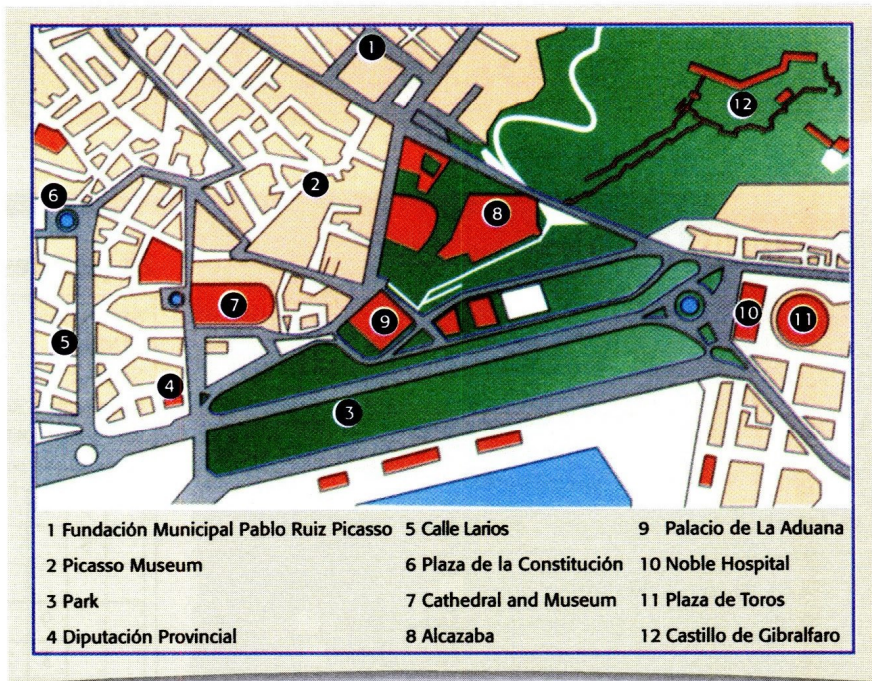 1
12
2
6
8
7
9
10
11
5
4
3
1 Fundación Municipal Pablo Ruiz Picasso
2 Picasso Museum
3 Park
4 Diputación Provincial
5 Calle Larios
6 Plaza de la Constitución
7 Cathedral and Museum
8 Alcazaba
9 Palacio de La Aduana
10 Noble Hospital
11 Plaza de Toros
12 Castillo de Gibralfaro